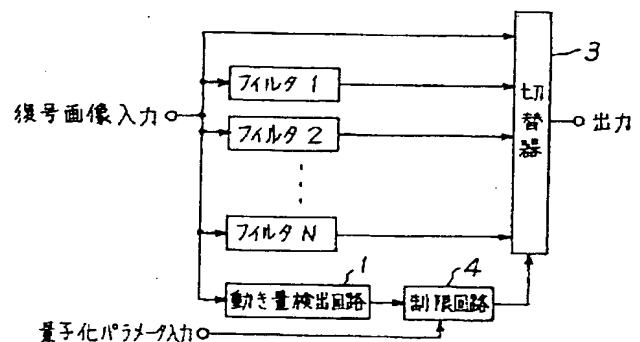 3
フィルタ 1
切替器
復号画像入力
出力
フィルタ 2
フィルタ N
1
4
動き量検出回路
制限回路
量子化パラメータ入力